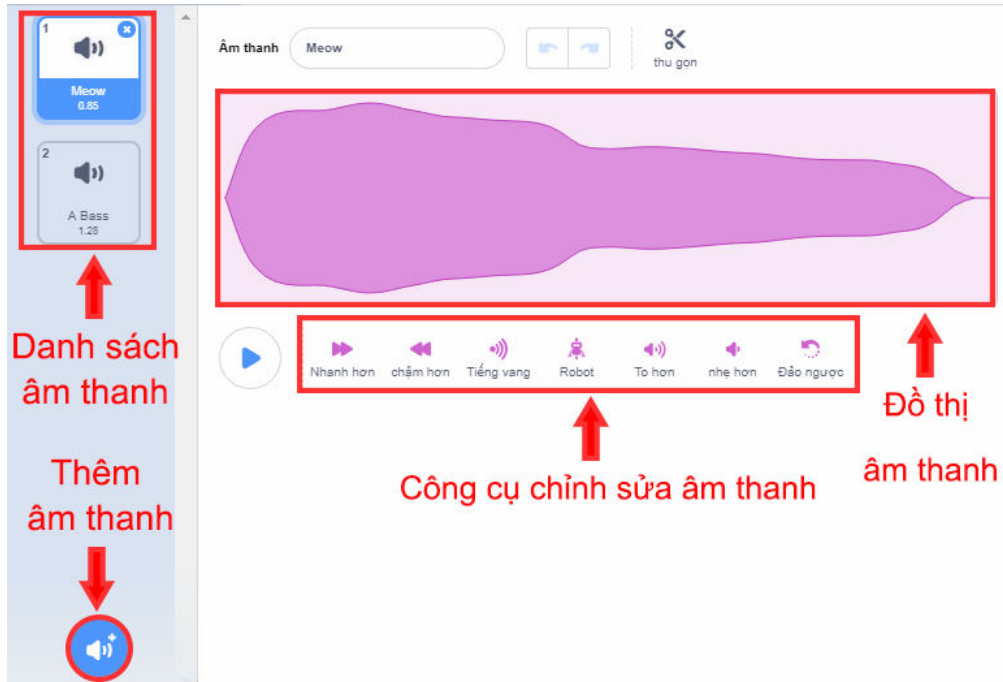 1
Meow
0.85
2
A Bass
1.28
Danh sách
âm thanh
Thêm
âm thanh
Âm thanh
Meow
thu gọn
Nhanh hơn
chậm hơn
Tiếng vang
Robot
To hơn
nhẹ hơn
Đảo ngược
Công cụ chỉnh sửa âm thanh
Đồ thị
âm thanh